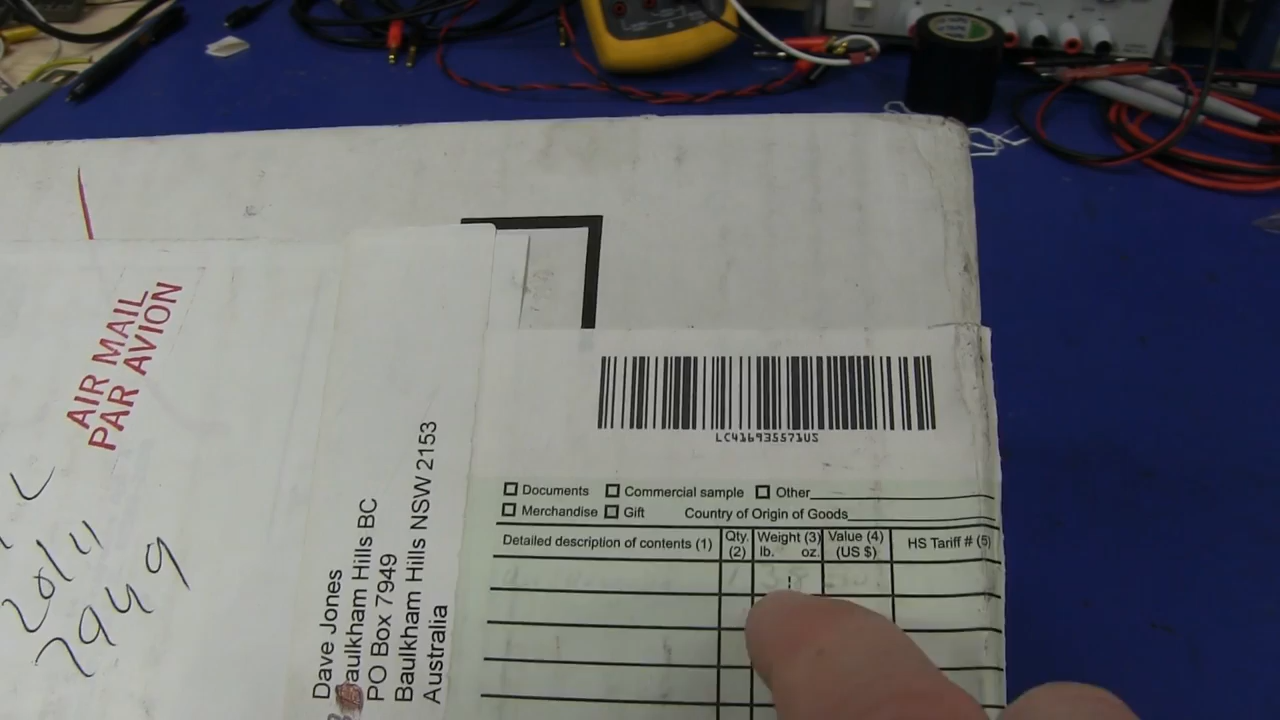 AIR MAIL
PAR AVION
2011
7949
Dave Jones
Baulkham Hills BC
PO Box 7949
Baulkham Hills NSW 2153
Australia
LC416935571US
Documents Commercial sample Other
Merchandise Gift Country of Origin of Goods
Detailed description of contents (1) Qty. (2) Weight (3) lb. oz. Value (4) (US $) HS Tariff # (5)